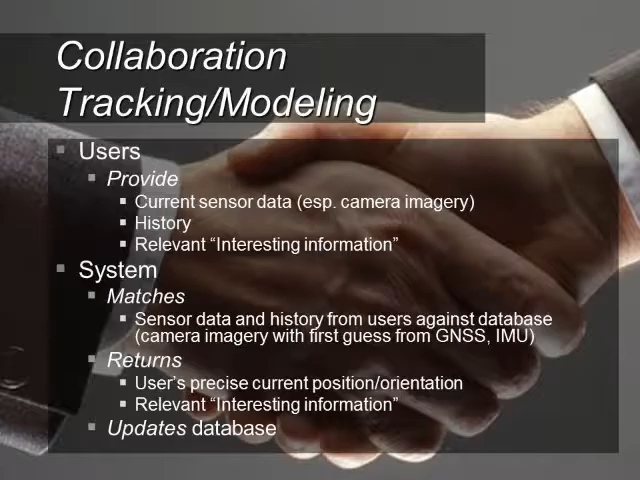 Collaboration
Tracking/Modeling
Users
Provide
Current sensor data (esp. camera imagery)
History
Relevant “Interesting information”
System
Matches
Sensor data and history from users against database
(camera imagery with first guess from GNSS, IMU)
Returns
User’s precise current position/orientation
Relevant “Interesting information”
Updates database